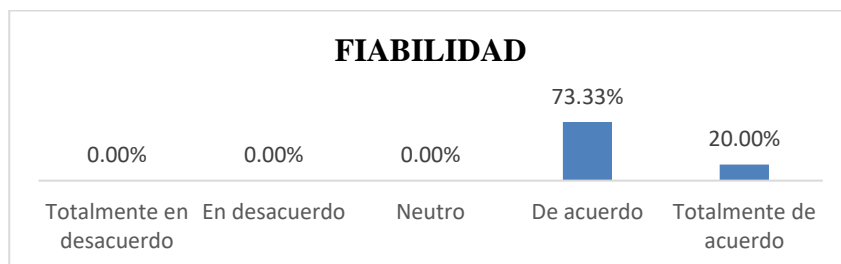 FIABILIDAD
73.33%
20.00%
0.00% 0.00% 0.00%
Totalmente en desacuerdo
En desacuerdo
Neutro
De acuerdo
Totalmente de acuerdo